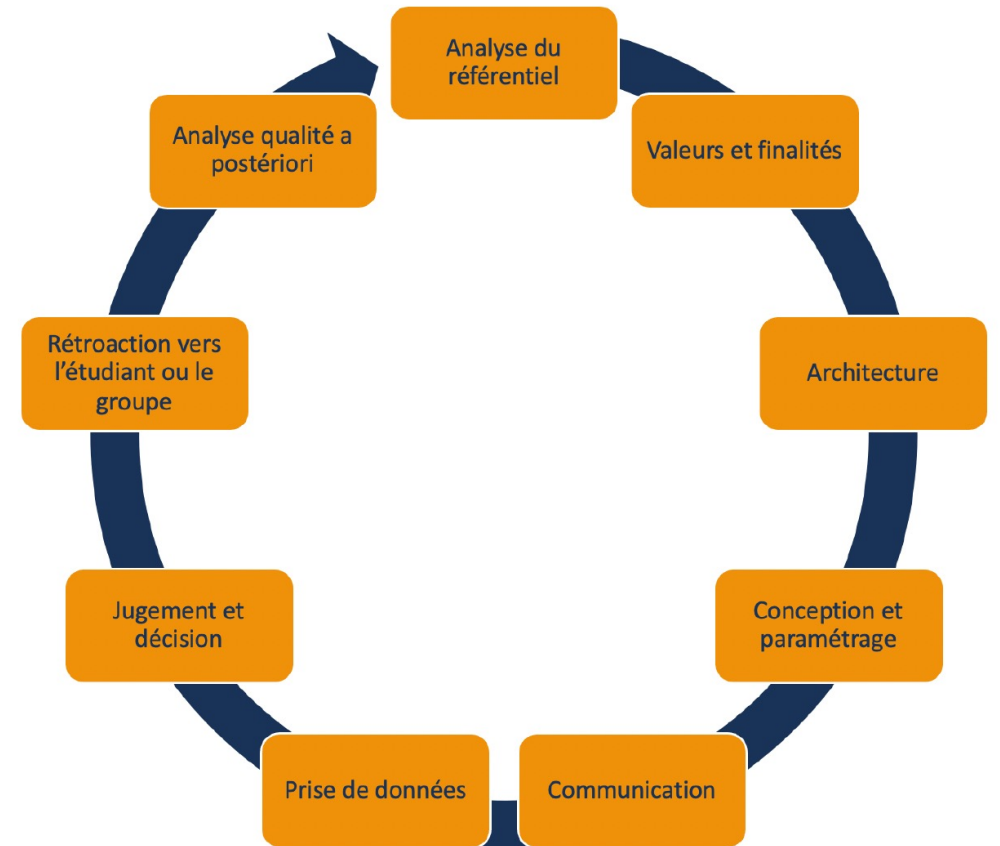 Analyse du
référentiel
Valeurs et finalités
Architecture
Conception et
paramétrage
Communication
Prise de données
Jugement et
décision
Rétroaction vers
l'étudiant ou le
groupe
Analyse qualité a
postériori